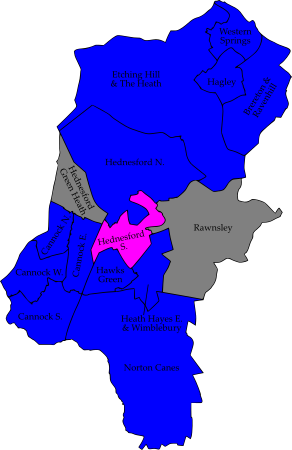 Western
Springs
Etching Hill
& The Heath
Hagley
Brereton &
Ravenhill
Hednesford N.
Hednesford
Green Heath
Rawnsley
Hednesford
S.
Cannock N.
Cannock E.
Cannock W.
Hawks
Green
Cannock S.
Heath Hayes E.
& Wimblebury
Norton Canes